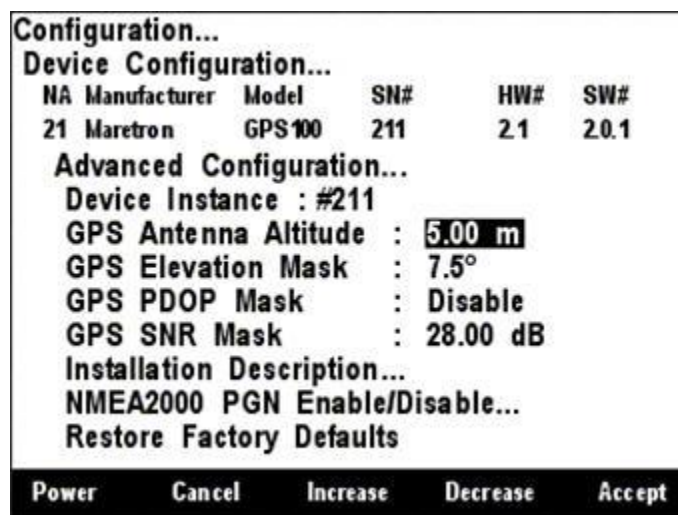 Configuration...
Device Configuration...
NA Manufacturer Model SN# HW# SW#
21 Maretron GPS100 211 2.1 2.0.1
Advanced Configuration...
Device Instance : #211
GPS Antenna Altitude : 5.00 m
GPS Elevation Mask : 7.5°
GPS PDOP Mask : Disable
GPS SNR Mask : 28.00 dB
Installation Description...
NMEA2000 PGN Enable/Disable...
Restore Factory Defaults
Power Cancel Increase Decrease Accept